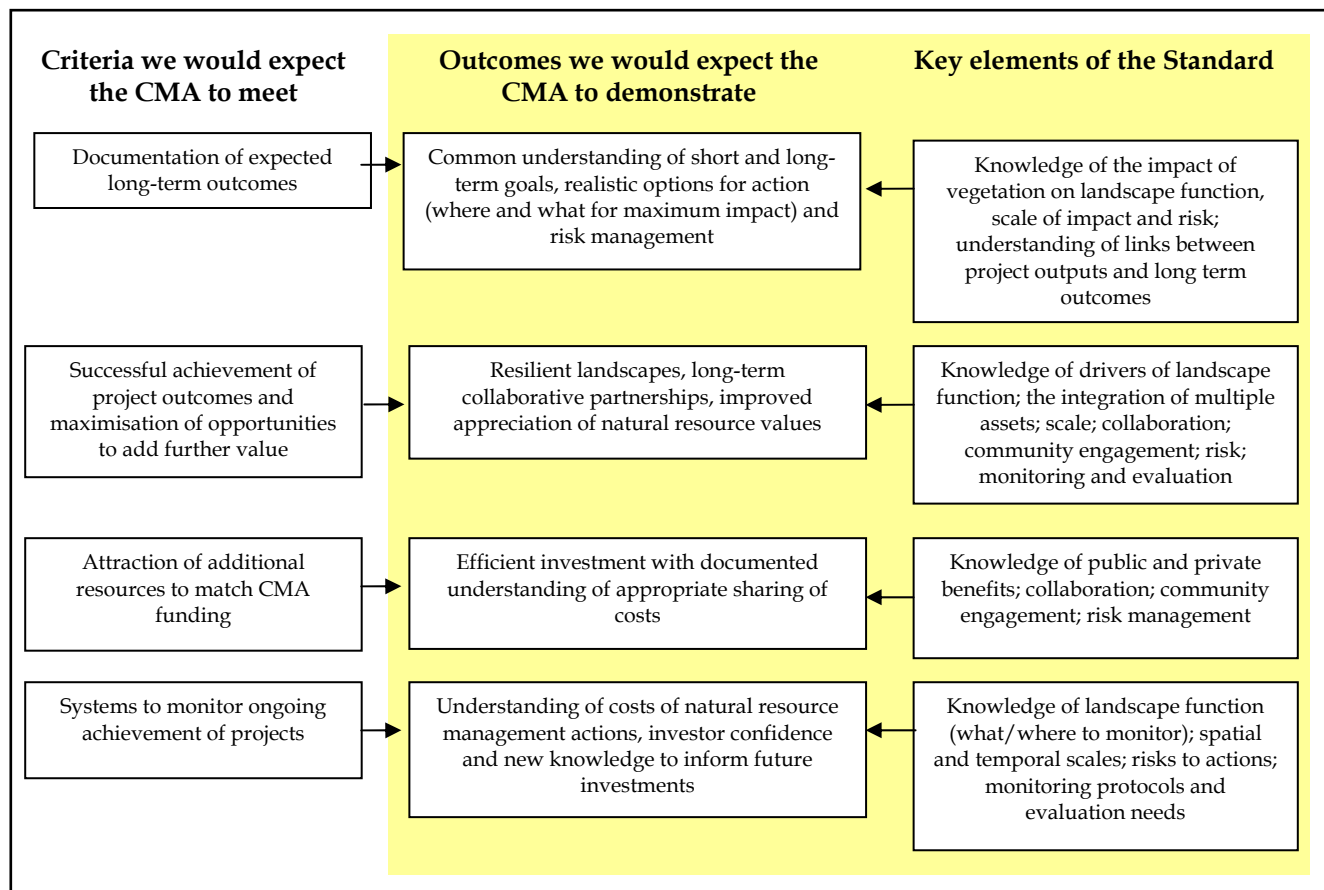 Criteria we would expect
the CMA to meet
Outcomes we would expect the
CMA to demonstrate
Key elements of the Standard
Documentation of expected
long-term outcomes
Common understanding of short and long-
term goals, realistic options for action
(where and what for maximum impact) and
risk management
Knowledge of the impact of
vegetation on landscape function,
scale of impact and risk;
understanding of links between
project outputs and long term
outcomes
Successful achievement of
project outcomes and
maximisation of opportunities
to add further value
Resilient landscapes, long-term
collaborative partnerships, improved
appreciation of natural resource values
Knowledge of drivers of landscape
function; the integration of multiple
assets; scale; collaboration;
community engagement; risk;
monitoring and evaluation
Attraction of additional
resources to match CMA
funding
Efficient investment with documented
understanding of appropriate sharing of
costs
Knowledge of public and private
benefits; collaboration; community
engagement; risk management
Systems to monitor ongoing
achievement of projects
Understanding of costs of natural resource
management actions, investor confidence
and new knowledge to inform future
investments
Knowledge of landscape function
(what/where to monitor); spatial
and temporal scales; risks to actions;
monitoring protocols and
evaluation needs